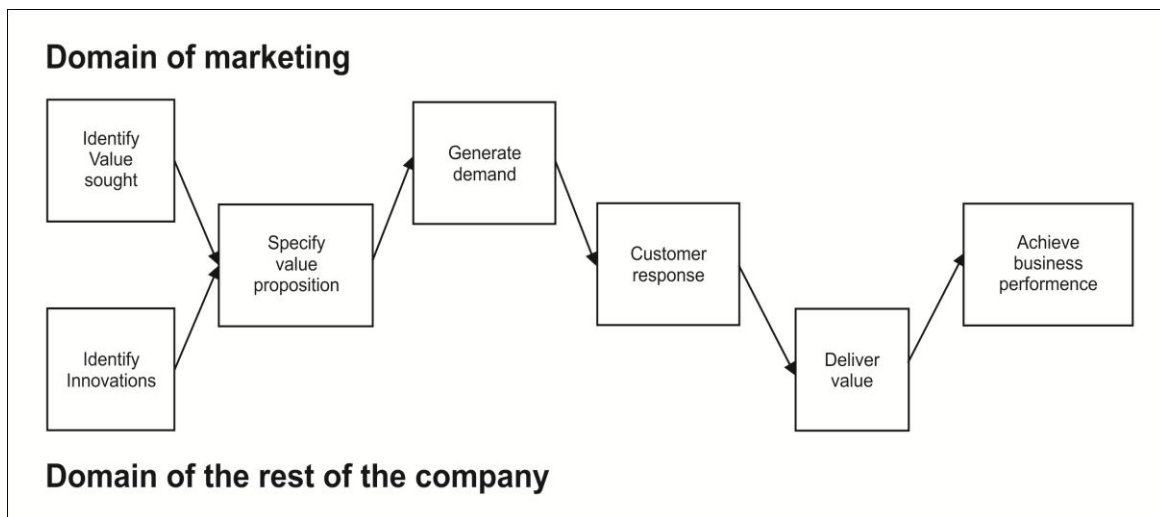 Domain of marketing
Identify
Value
sought
Generate
demand
Specify
value
proposition
Customer
response
Achieve
business
performence
Identify
Innovations
Deliver
value
Domain of the rest of the company